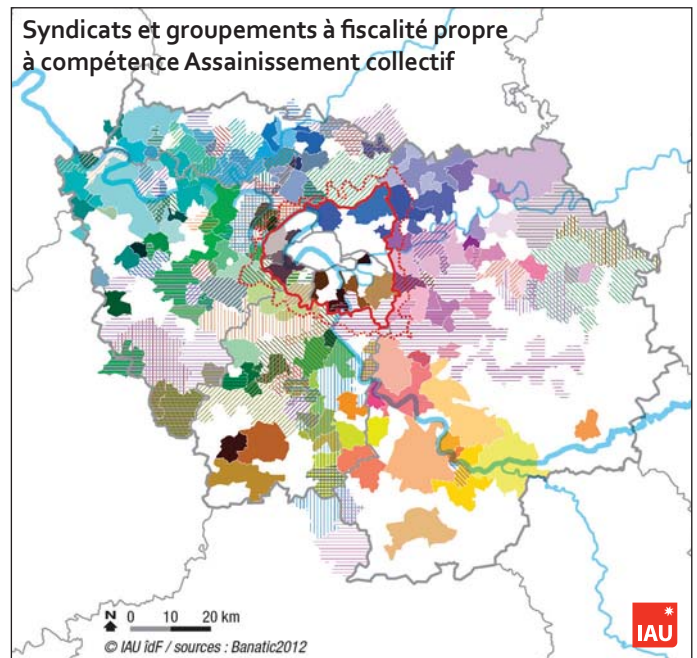 Syndicats et groupements à fiscalité propre
à compétence Assainissement collectif
N 0 10 20 km
© IAU îdF / sources : Banatic2012
IAU